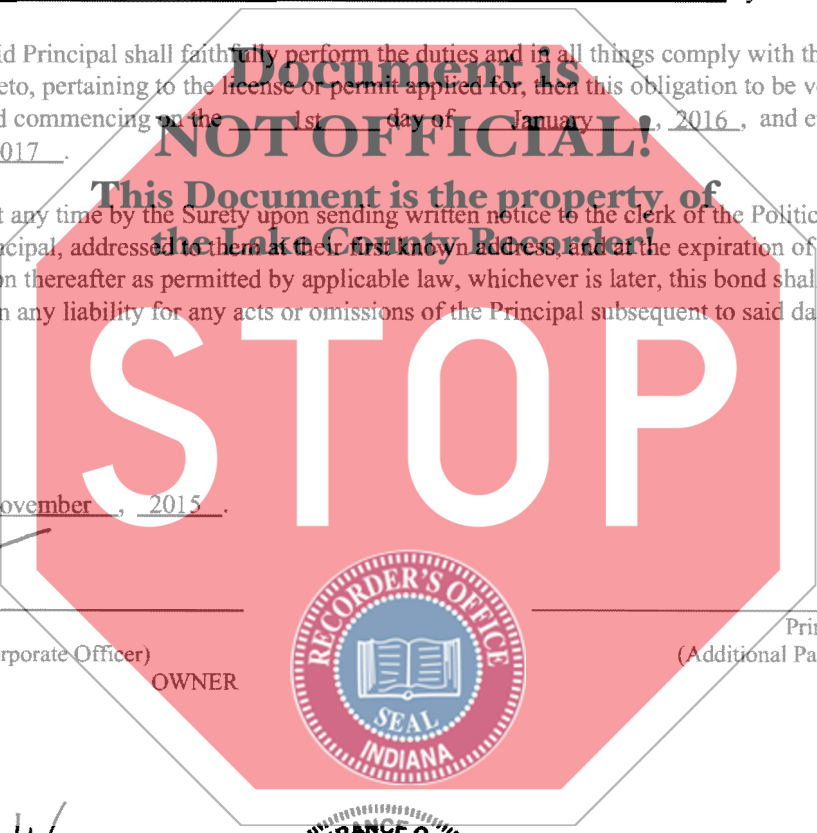 id Principal shall faithfully perform the duties and in all things comply with th
Document is
eto, pertaining to the license or permit applied for, then this obligation to be v
d commencing on the 1st day of January, 2016, and e
NOT OFFICIAL!
017.
This Document is the property of
t any time by the Surety upon sending written notice to the clerk of the Politic
the Lake County Recorder!
ncipal, addressed to them at their first known address, and at the expiration of
on thereafter as permitted by applicable law, whichever is later, this bond shal
n any liability for any acts or omissions of the Principal subsequent to said da
STOP
ovember, 2015.
RECORDER'S OFFICE
SEAL
INDIANA
Prin
rporate Officer)
(Additional Pa
OWNER